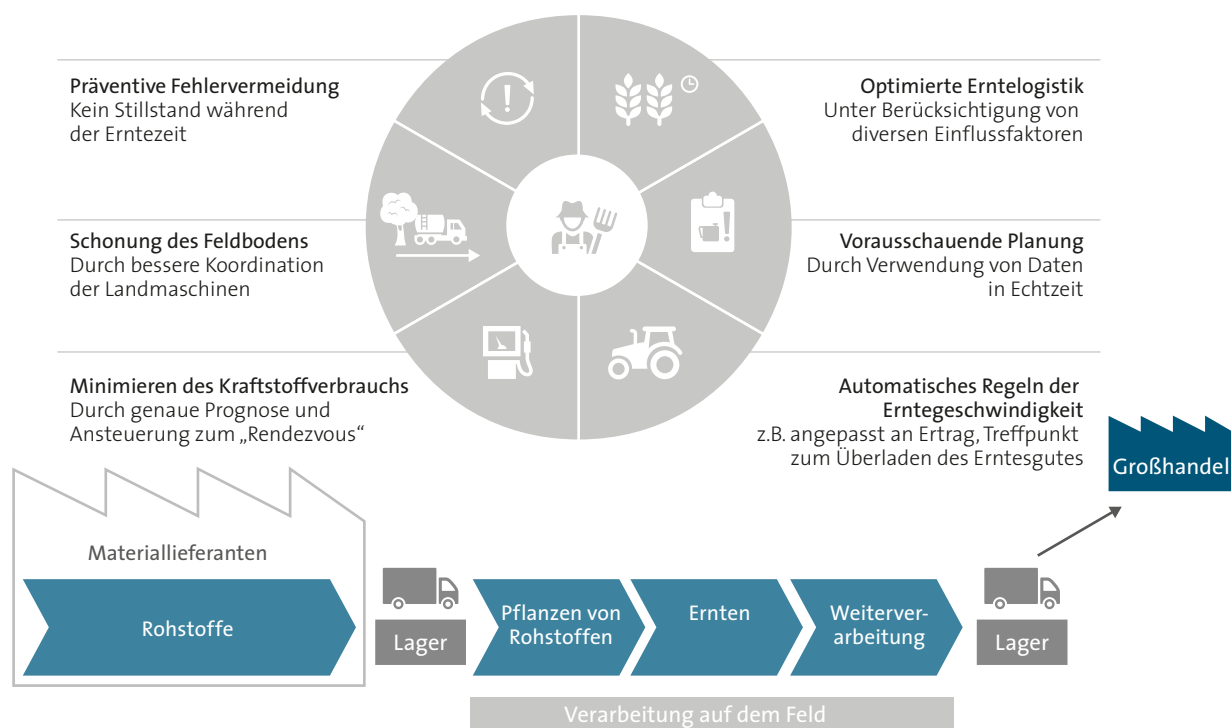 Präventive Fehlervermeidung
Kein Stillstand während
der Erntezeit
Optimierte Erntelogistik
Unter Berücksichtigung von
diversen Einflussfaktoren
Schonung des Feldbodens
Durch bessere Koordination
der Landmaschinen
Vorausschauende Planung
Durch Verwendung von Daten
in Echtzeit
Minimieren des Kraftstoffverbrauchs
Durch genaue Prognose und
Ansteuerung zum „Rendezvous“
Automatisches Regeln der
Erntegeschwindigkeit
z.B. angepasst an Ertrag, Treffpunkt
zum Überladen des Erntesgutes
Großhandel
Materiallieferanten
Rohstoffe
Lager
Pflanzen von
Rohstoffen
Ernten
Weiterver-
arbeitung
Lager
Verarbeitung auf dem Feld